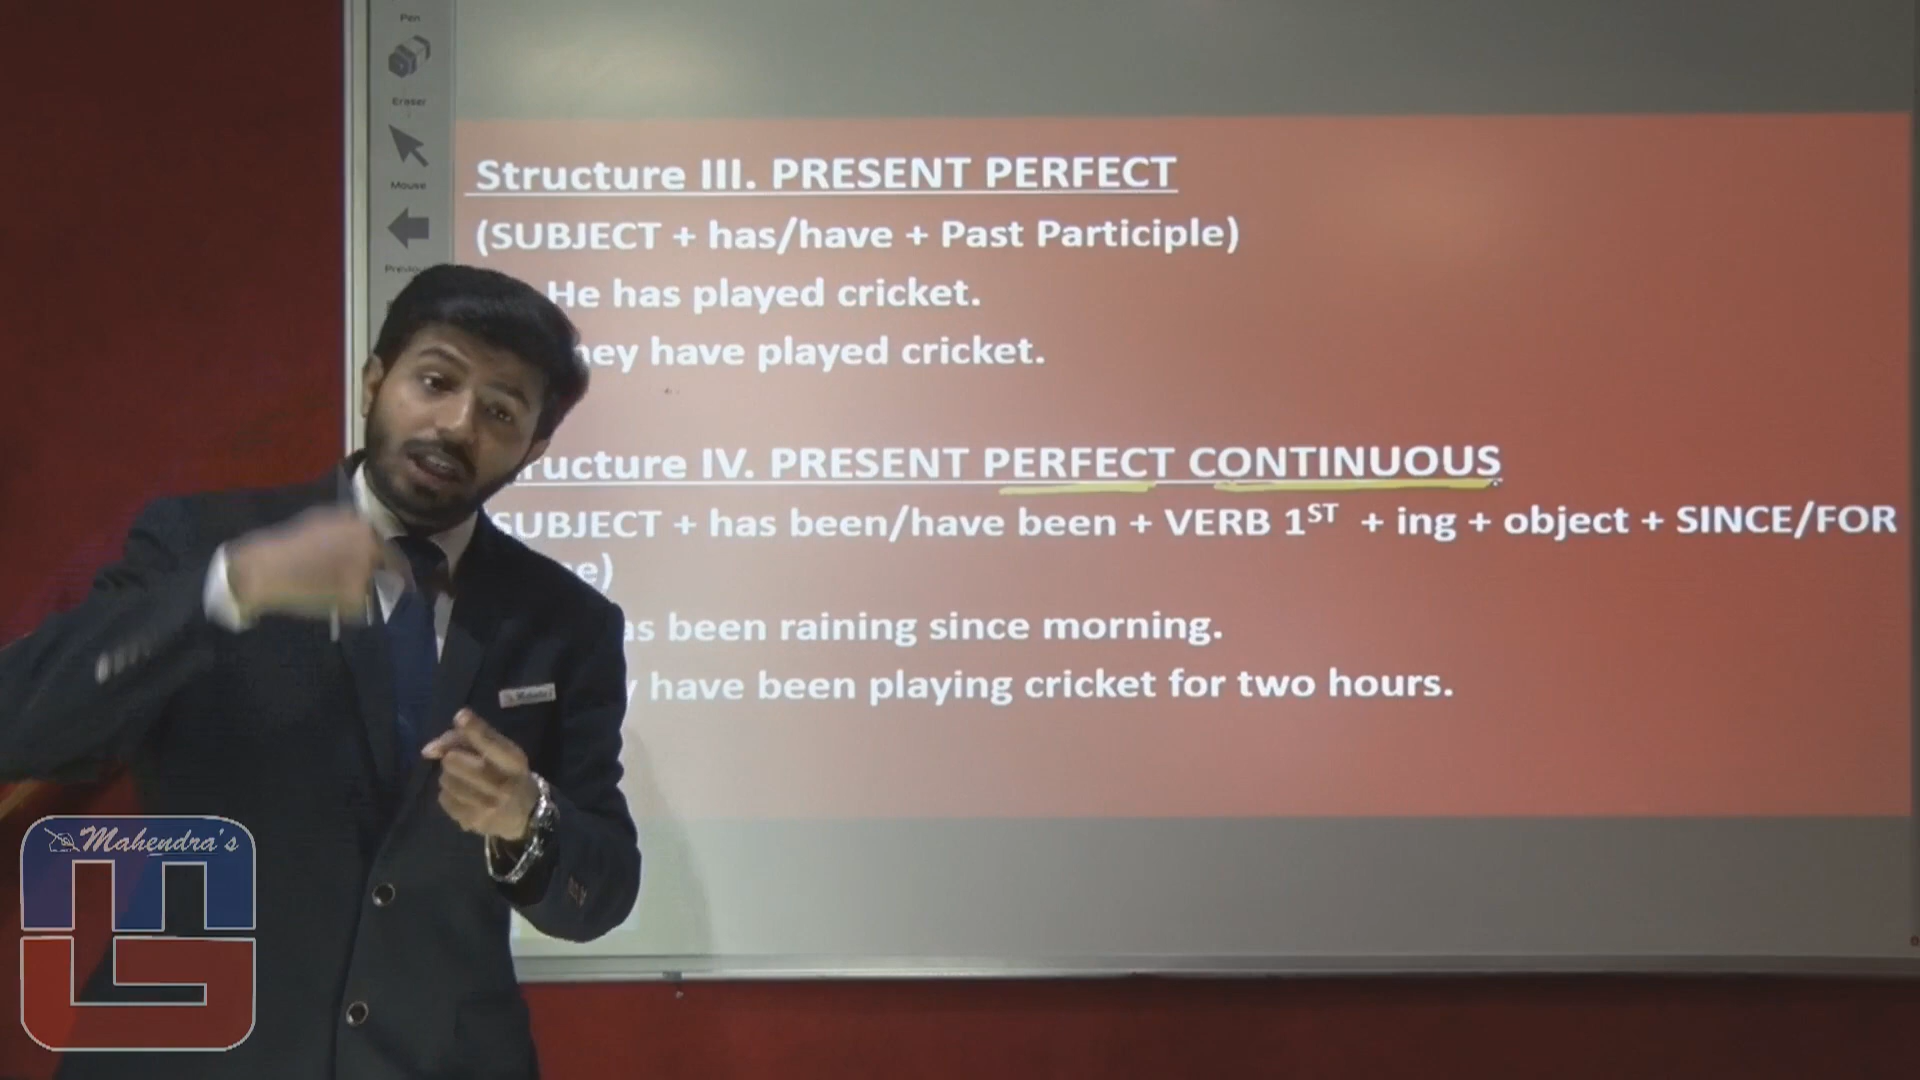 Pen
Eraser
Mouse
Structure III. PRESENT PERFECT
(SUBJECT + has/have + Past Participle)
He has played cricket.
hey have played cricket.
ructure IV. PRESENT PERFECT CONTINUOUS
SUBJECT + has been/have been + VERB 1ST + ing + object + SINCE/FOR
e)
as been raining since morning.
y have been playing cricket for two hours.
Mahendra's